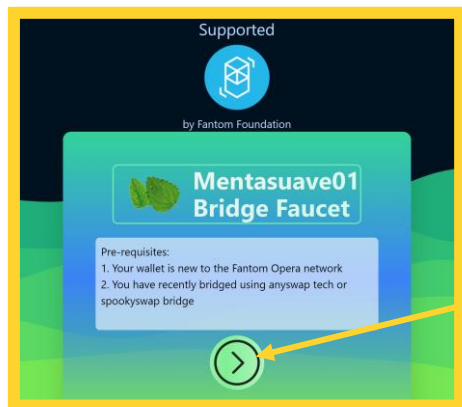 Supported
by Fantom Foundation
Mentasuave01
Bridge Faucet
Pre-requisites:
1. Your wallet is new to the Fantom Opera network
2. You have recently bridged using anyswap tech or
spookyswap bridge